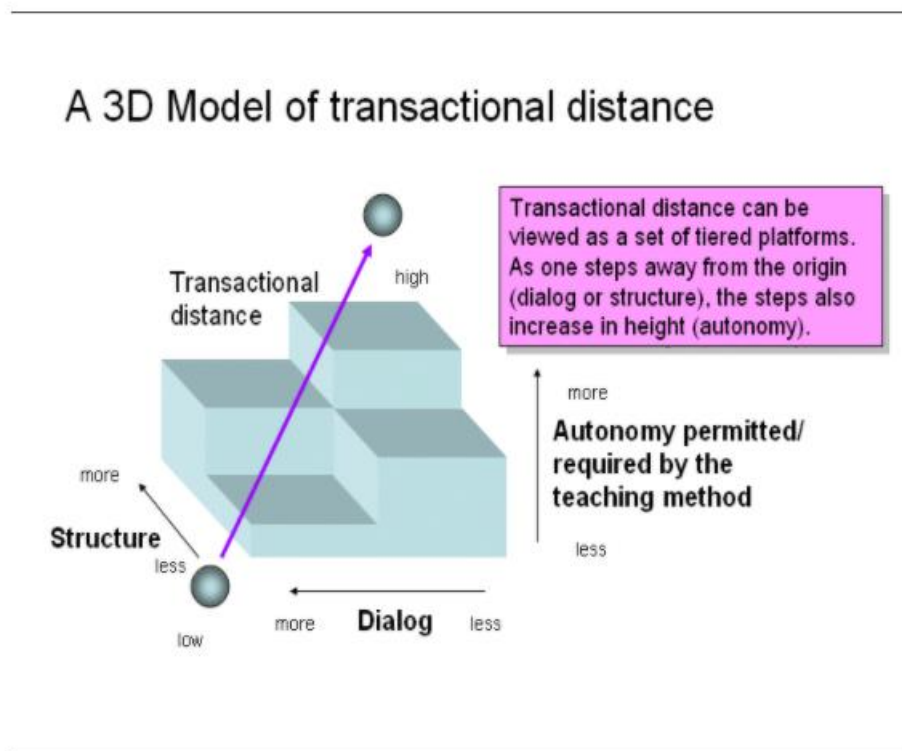 A 3D Model of transactional distance
Transactional distance can be
viewed as a set of tiered platforms.
As one steps away from the origin
(dialog or structure), the steps also
increase in height (autonomy).
Transactional
distance
high
more
Autonomy permitted/
required by the
teaching method
less
more
Structure
less
low
more
Dialog
less